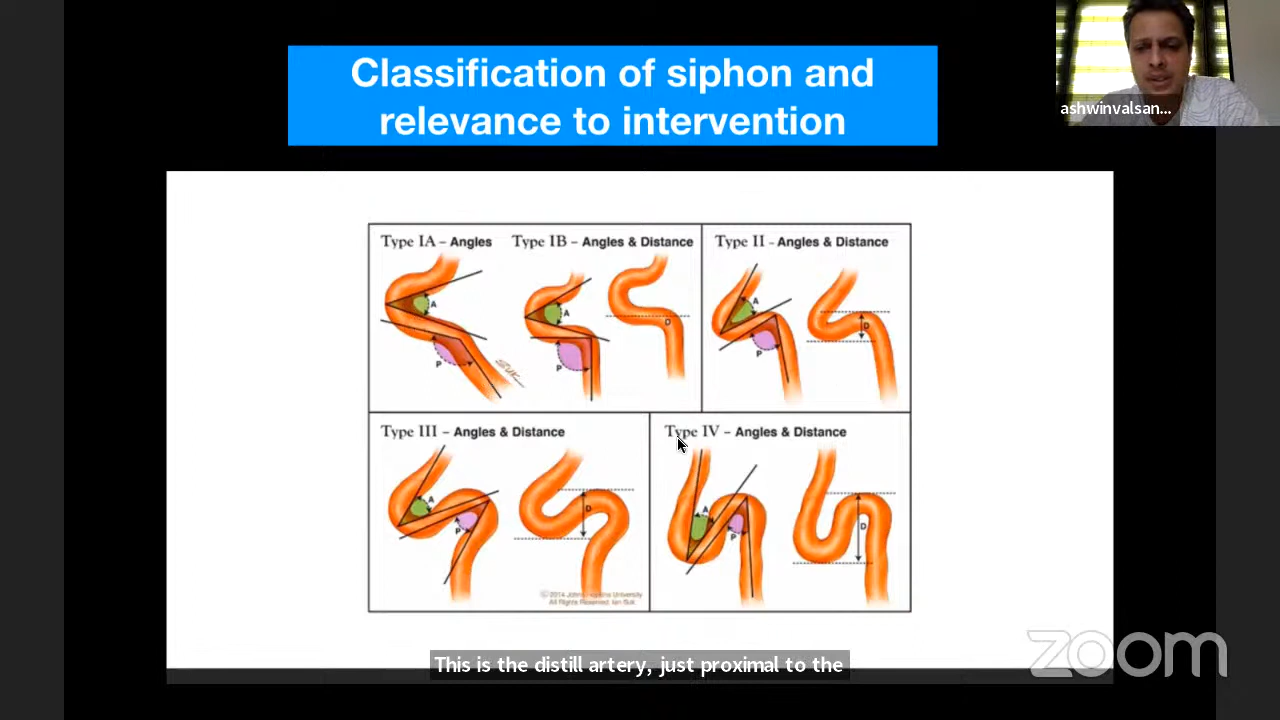 Classification of siphon and
relevance to intervention
ashwinvalsan...
Type IA – Angles
Type IB – Angles & Distance
Type II - Angles & Distance
A
P
A
P
D
A
P
D
SUK
Type III – Angles & Distance
Type IV – Angles & Distance
A
P
D
A
P
D
© 2014 Johns Hopkins University
All Rights Reserved. Ian Suk
This is the distill artery, just proximal to the
zoom